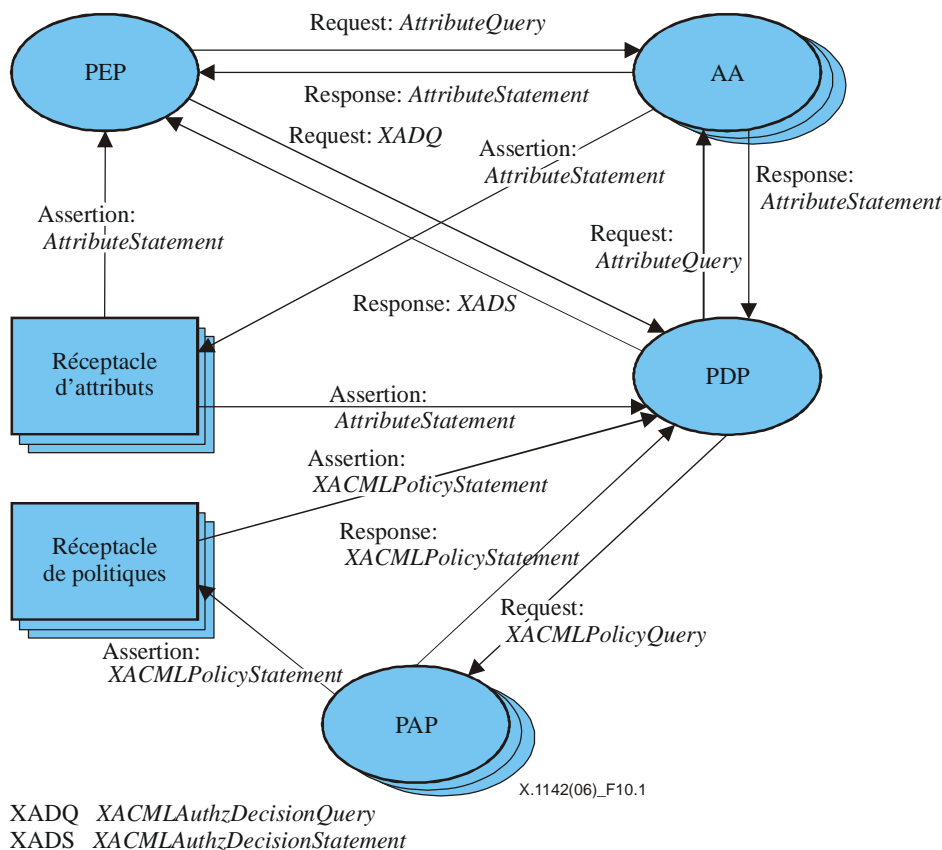 Request: AttributeQuery
PEP
AA
Response: AttributeStatement
Request: XADQ
Assertion:
AttributeStatement
Response:
AttributeStatement
Assertion:
AttributeStatement
Request:
AttributeQuery
Response: XADS
Réceptacle
d'attributs
PDP
Assertion:
AttributeStatement
Assertion:
XACMLPolicyStatement
Réceptacle
de politiques
Response:
XACMLPolicyStatement
Request:
XACMLPolicyQuery
Assertion:
XACMLPolicyStatement
PAP
X.1142(06)_F10.1
XADQ XACMLAuthzDecisionQuery
XADS XACMLAuthzDecisionStatement